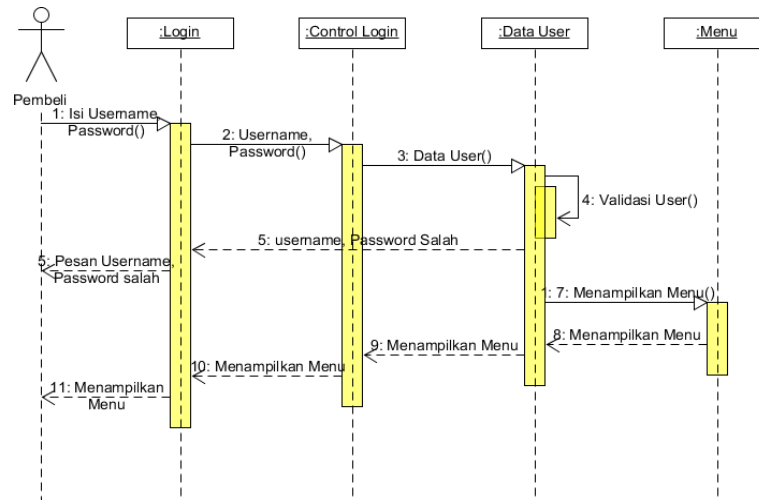 :Login
:Control Login
:Data User
:Menu
Pembeli
1: Isi Username,
Password()
2: Username,
Password()
3: Data User()
4: Validasi User()
5: username, Password Salah
5: Pesan Username,
Password salah
1: 7: Menampilkan Menu()
8: Menampilkan Menu
9: Menampilkan Menu
10: Menampilkan Menu
11: Menampilkan
Menu